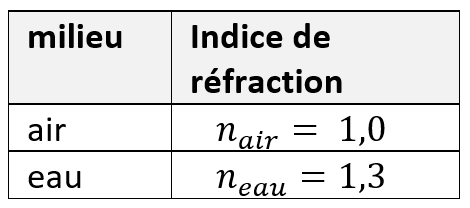 milieu Indice de
réfraction
air n_air = 1,0
eau n_eau = 1,3